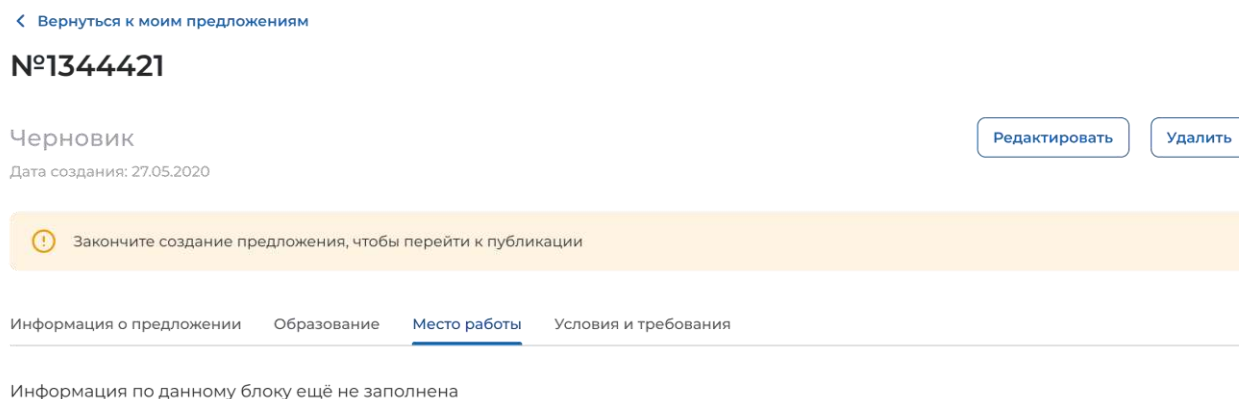 Вернуться к моим предложениям
№1344421
Черновик
Редактировать
Удалить
Дата создания: 27.05.2020
Закончите создание предложения, чтобы перейти к публикации
Информация о предложении Образование Место работы Условия и требования
Информация по данному блоку ещё не заполнена